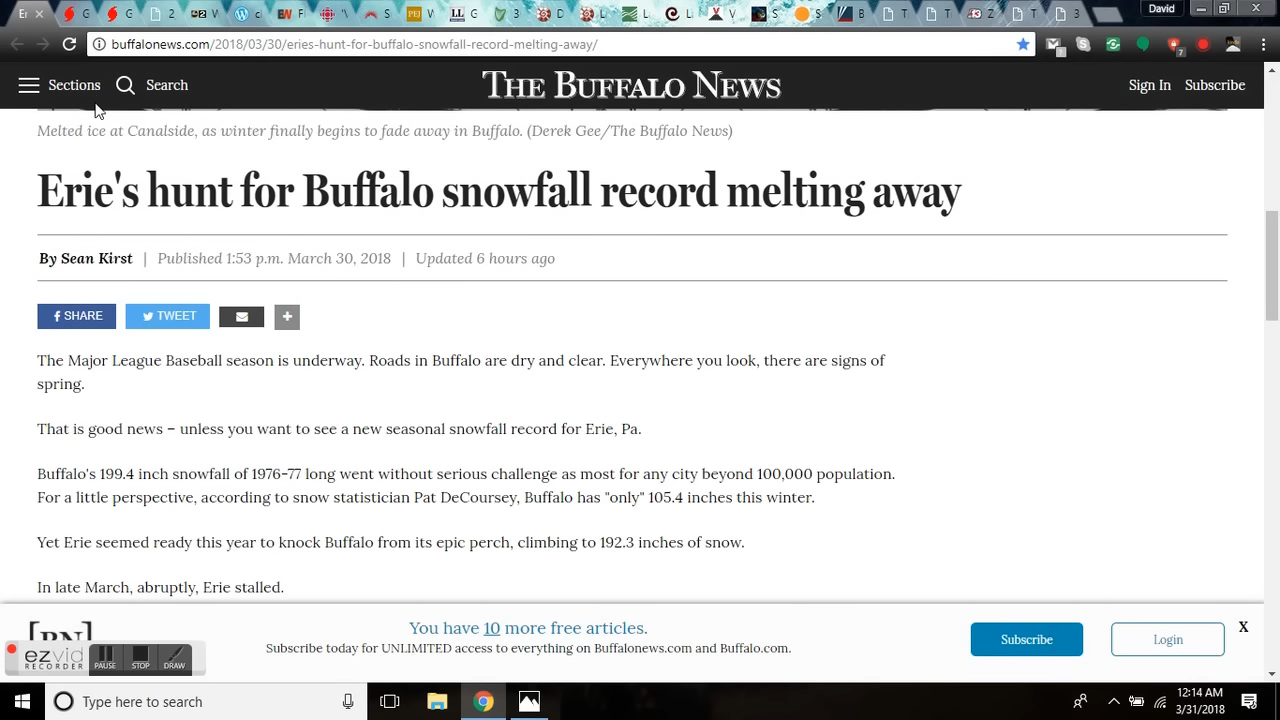 David
buffalonews.com/2018/03/30/eries-hunt-for-buffalo-snowfall-record-melting-away/
Sections Search THE BUFFALO NEWS Sign In Subscribe
Melted ice at Canalside, as winter finally begins to fade away in Buffalo. (Derek Gee/The Buffalo News)
Erie's hunt for Buffalo snowfall record melting away
By Sean Kirst | Published 1:53 p.m. March 30, 2018 | Updated 6 hours ago
SHARE TWEET
The Major League Baseball season is underway. Roads in Buffalo are dry and clear. Everywhere you look, there are signs of
spring.
That is good news – unless you want to see a new seasonal snowfall record for Erie, Pa.
Buffalo's 199.4 inch snowfall of 1976-77 long went without serious challenge as most for any city beyond 100,000 population.
For a little perspective, according to snow statistician Pat DeCoursey, Buffalo has "only" 105.4 inches this winter.
Yet Erie seemed ready this year to knock Buffalo from its epic perch, climbing to 192.3 inches of snow.
In late March, abruptly, Erie stalled.
You have 10 more free articles.
Subscribe today for UNLIMITED access to everything on Buffalonews.com and Buffalo.com.
Subscribe Login X
[BN]
ezvid
RECORDER
PAUSE STOP DRAW
Type here to search
12:14 AM
3/31/2018